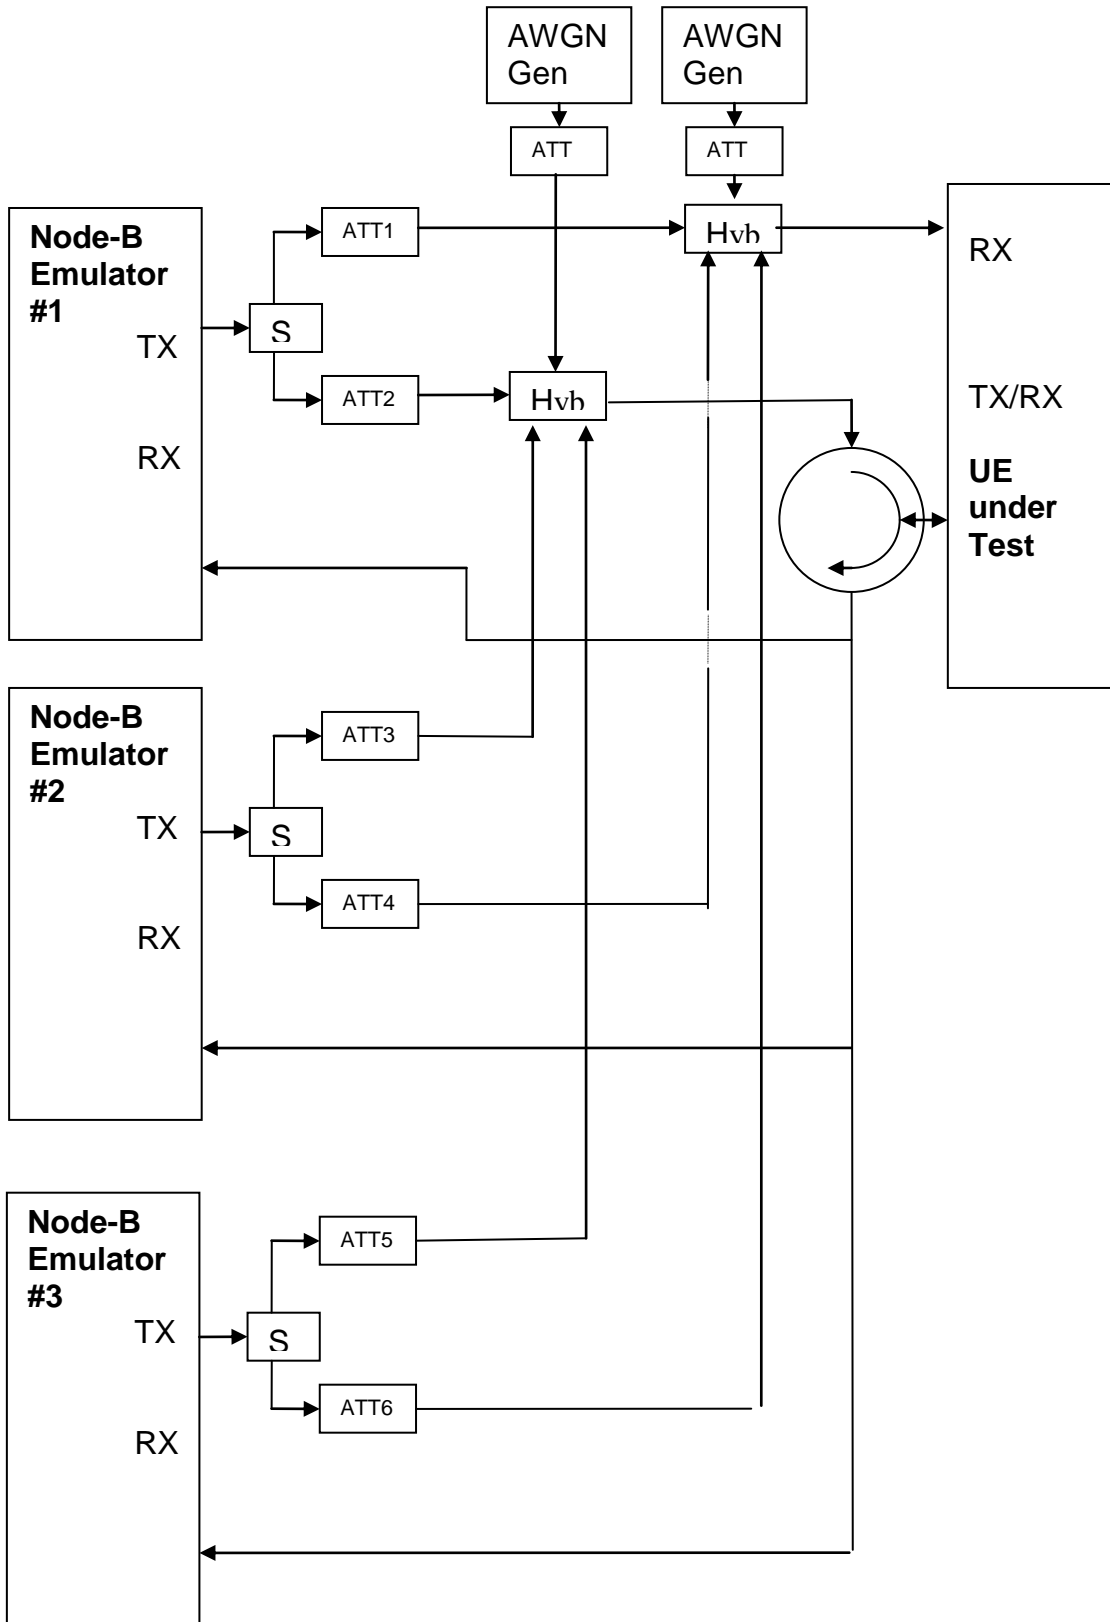 AWGN
Gen
AWGN
Gen
ATT
ATT
Node-B
Emulator
#1
TX
RX
S
ATT1
ATT2
Hyb
Hyb
RX
TX/RX
UE
under
Test
Node-B
Emulator
#2
TX
RX
S
ATT3
ATT4
Node-B
Emulator
#3
TX
RX
S
ATT5
ATT6